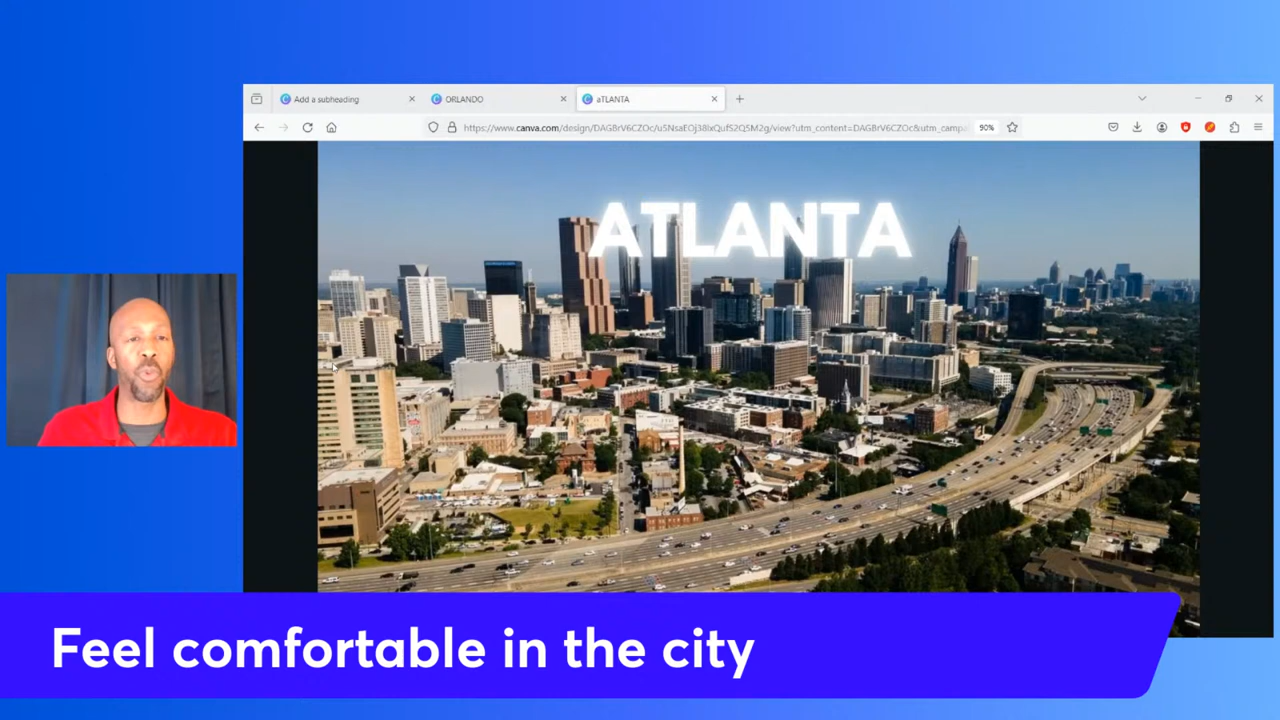 Add a subheading
ORLANDO
aTLANTA
https://www.canva.com/design/DAGBrV6CZOc/u5NsaEOj38lxQufS2Q5M2g/view?utm_content=DAGBrV6CZOc&utm_campa
90%
ATLANTA
Feel comfortable in the city